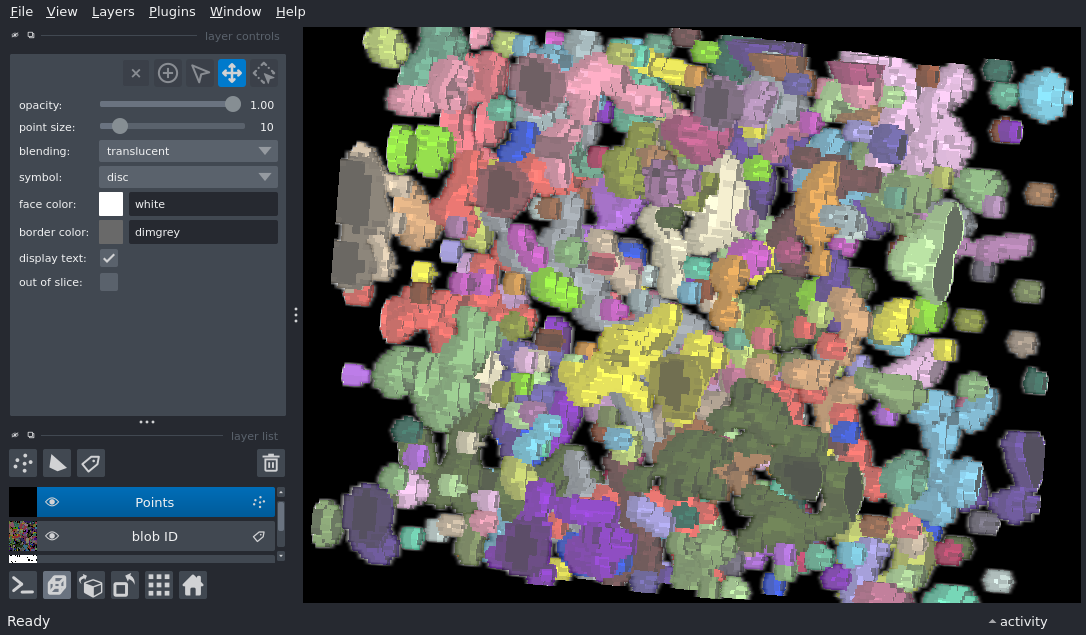 File View Layers Plugins Window Help
layer controls
opacity: 1.00
point size: 10
blending: translucent
symbol: disc
face color: white
border color: dimgrey
display text:
out of slice:
layer list
Points
blob ID
Ready
activity